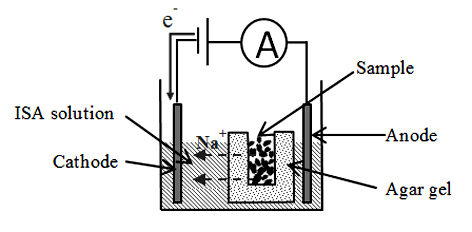 e-
A
Sample
ISA solution
Na+
Anode
Cathode
Agar gel